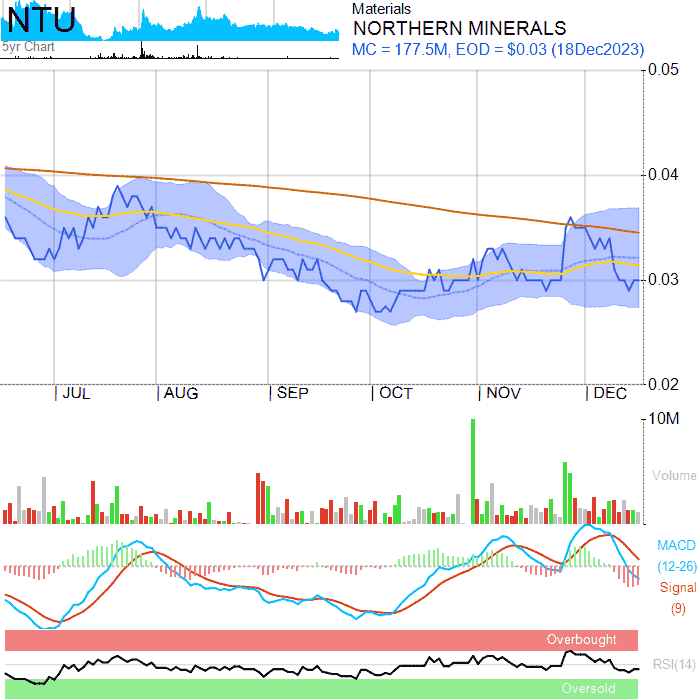 NTU
5yr Chart
Materials
NORTHERN MINERALS
MC = 177.5M, EOD = $0.03 (18Dec2023)
0.05
0.04
0.03
0.02
JUL AUG SEP OCT NOV DEC
10M
Volume
MACD
(12-26)
Signal
(9)
Overbought
RSI(14)
Oversold